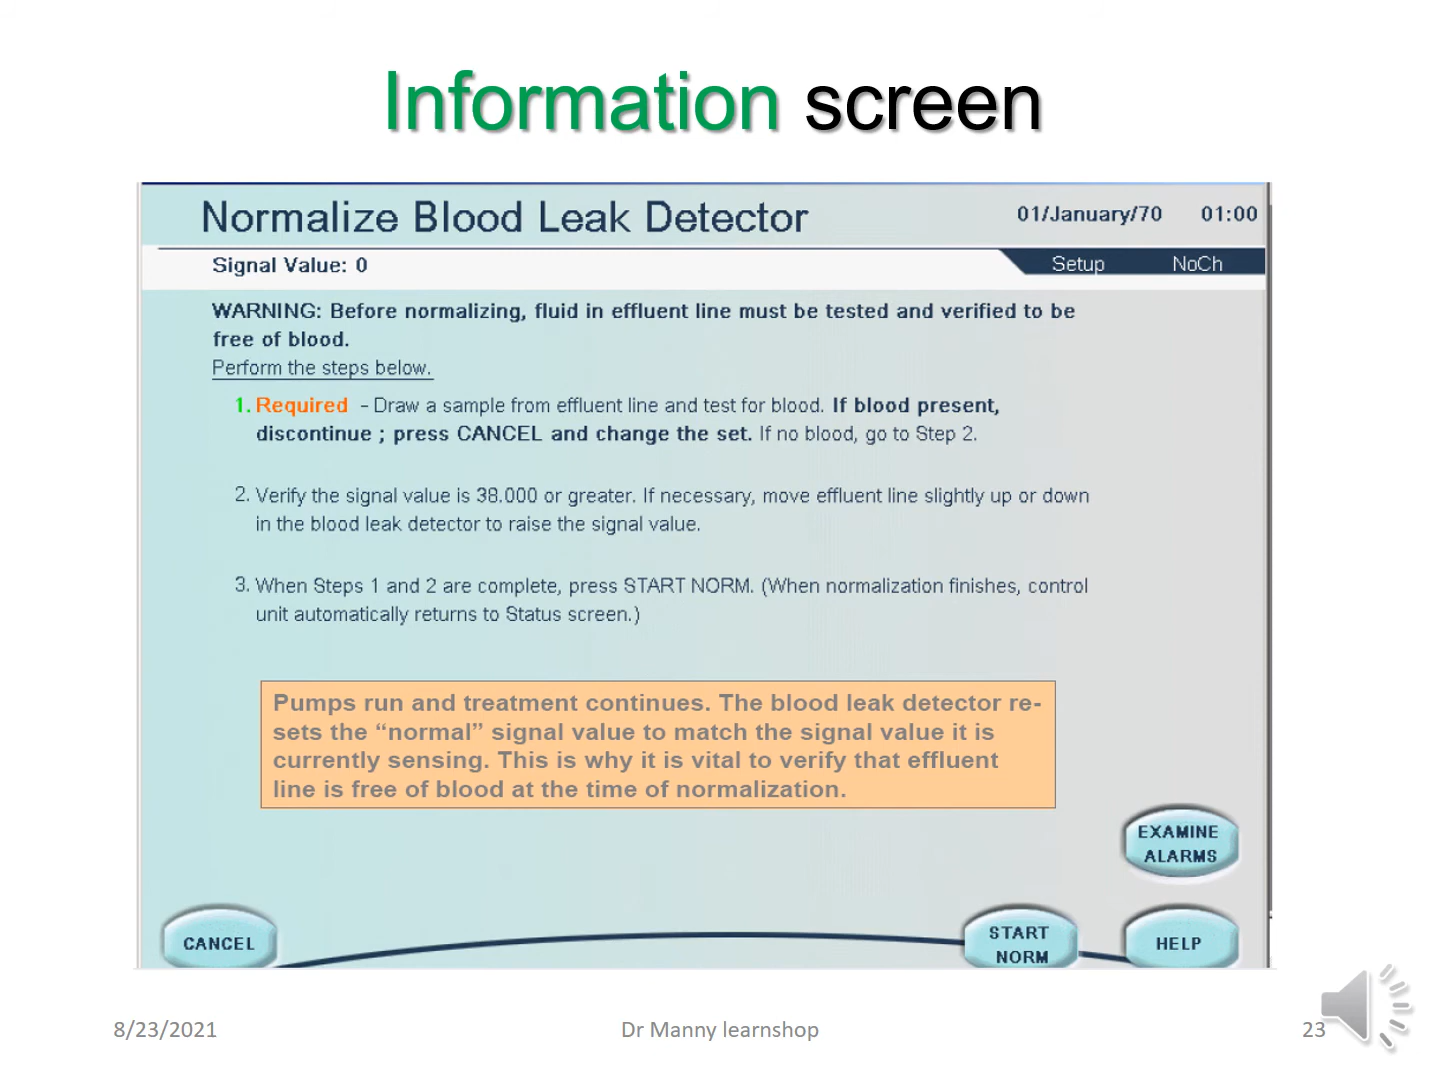 Information screen
Normalize Blood Leak Detector
01/January/70 01:00
Signal Value: 0
Setup NoCh
WARNING: Before normalizing, fluid in effluent line must be tested and verified to be
free of blood.
Perform the steps below.
1. Required - Draw a sample from effluent line and test for blood. If blood present,
discontinue ; press CANCEL and change the set. If no blood, go to Step 2.
2. Verify the signal value is 38.000 or greater. If necessary, move effluent line slightly up or down
in the blood leak detector to raise the signal value.
3. When Steps 1 and 2 are complete, press START NORM. (When normalization finishes, control
unit automatically returns to Status screen.)
Pumps run and treatment continues. The blood leak detector re-
sets the “normal” signal value to match the signal value it is
currently sensing. This is why it is vital to verify that effluent
line is free of blood at the time of normalization.
EXAMINE
ALARMS
CANCEL
START
NORM
HELP
8/23/2021
Dr Manny learnshop
23